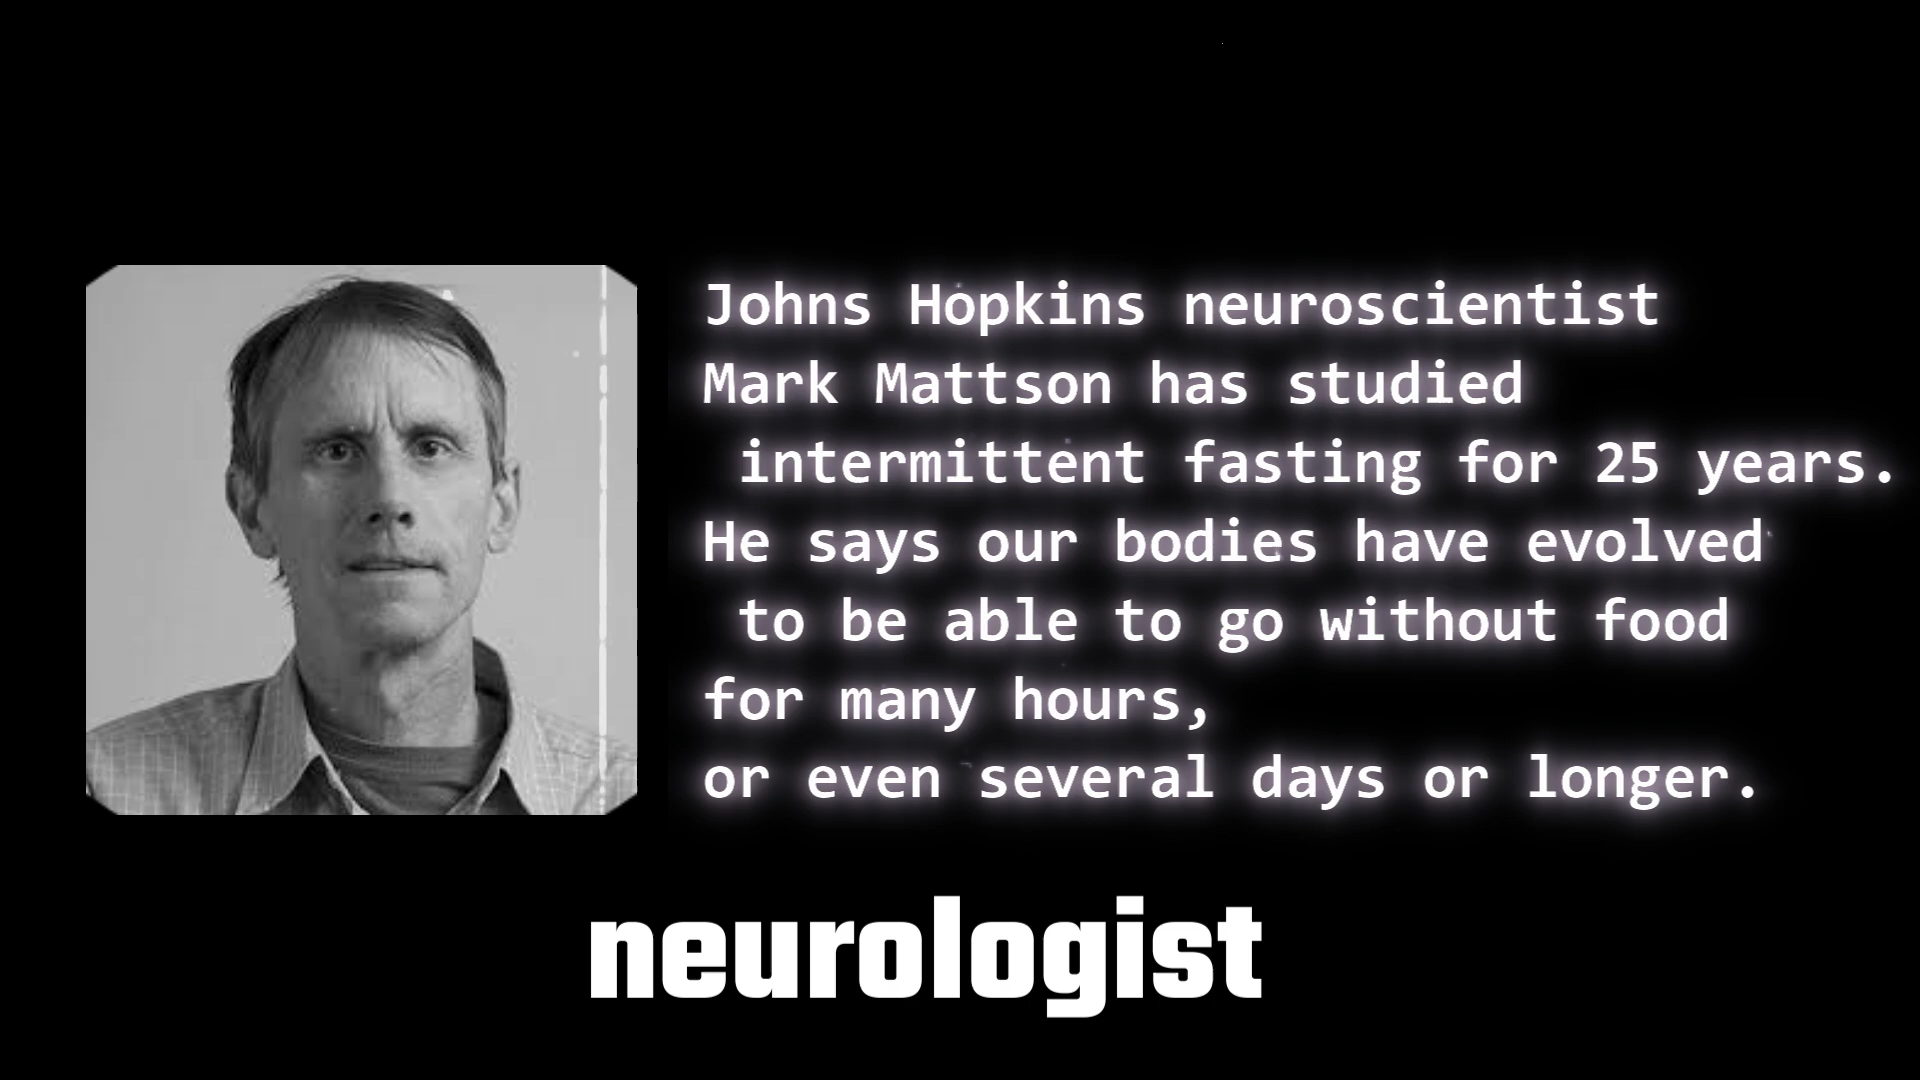 Johns Hopkins neuroscientist
Mark Mattson has studied
intermittent fasting for 25 years.
He says our bodies have evolved
to be able to go without food
for many hours,
or even several days or longer.
neurologist